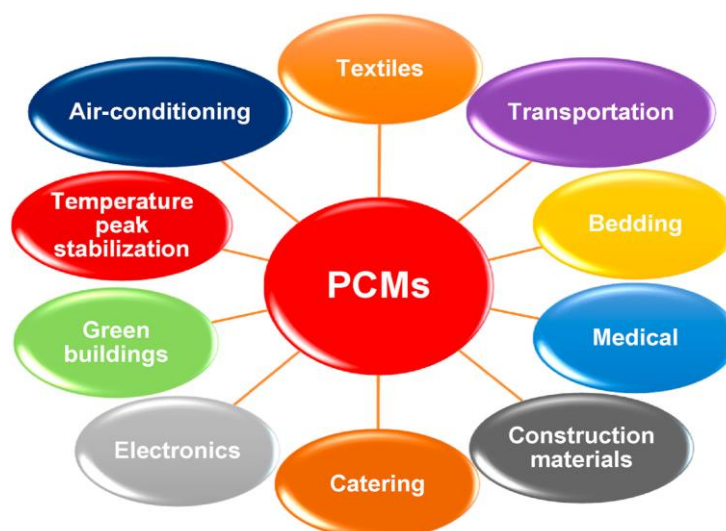 Textiles
Air-conditioning
Transportation
Temperature
peak
stabilization
Bedding
PCMs
Green
buildings
Medical
Electronics
Construction
materials
Catering